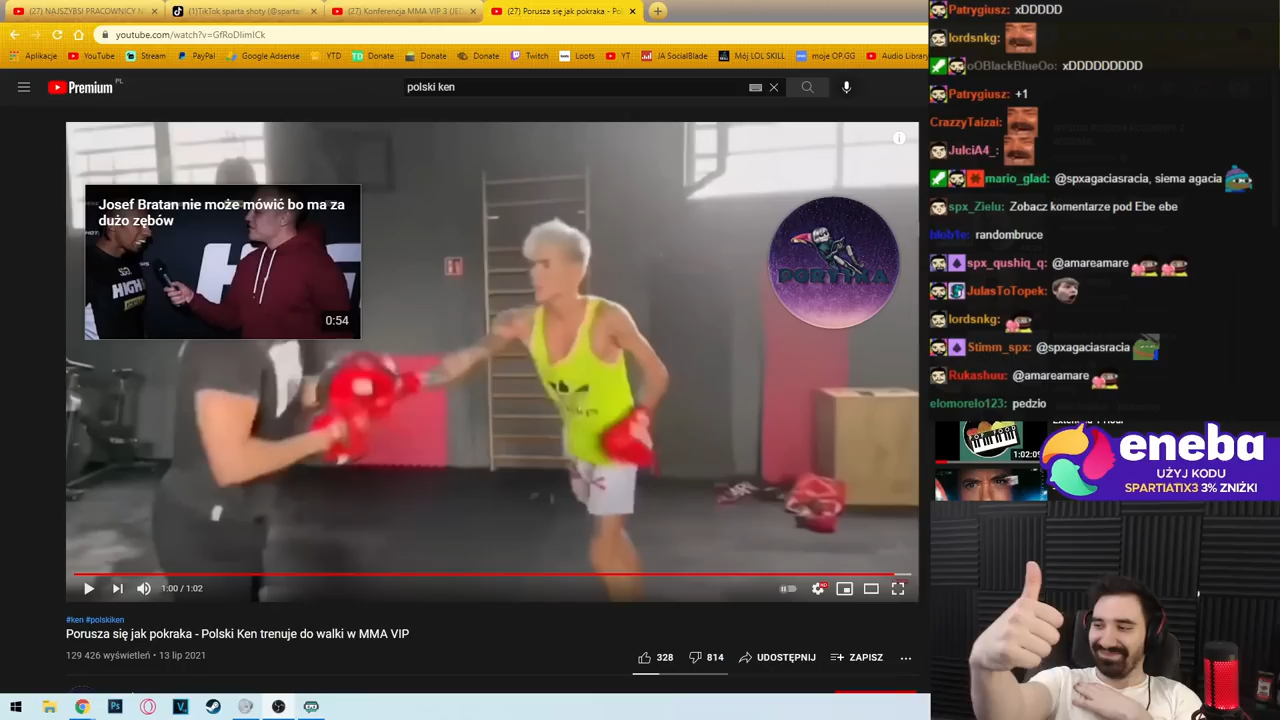 (27) NAJSZYBSI PRACOWNICY N
(1)TikTok sparta shoty (@sparta
(27) Konferencja MMA VIP 3 (JEC
(27) Porusza się jak pokraka - Po
youtube.com/watch?v=GfRoDlimICk
Aplikacje
YouTube
Stream
PayPal
Google Adsense
YTD
Donate
Donate
Donate
Twitch
Loots
YT
JA SocialBlade
Mój LOL SKILL
moje OP.GG
Audio Library
Premium PL
polski ken
Josef Bratan nie może mówić bo ma za
dużo zębów
0:54
1:00 / 1:02
#ken #polskiken
Porusza się jak pokraka - Polski Ken trenuje do walki w MMA VIP
129 426 wyświetleń • 13 lip 2021
328
814
UDOSTĘPNIJ
ZAPISZ
Patrygiusz: xDDDDD
lordsnkg:
oOBlackBlueOo: xDDDDDDDDD
Patrygiusz: +1
CrazzyTaizai:
JulciA4_:
mario_glad: @spxagaciasracia, siema agacia
spx_Zielu: Zobacz komentarze pod Ebe ebe
blob1e: randombruce
spx_qushiq_q: @amareamare
JulasToTopek:
lordsnkg:
Stimm_spx: @spxagaciasracia
Rukashuu: @amareamare
elomorelo123: pedzio
1:02:09
eneba
UŻYJ KODU
SPARTIATIX3 3% ZNIŻKI